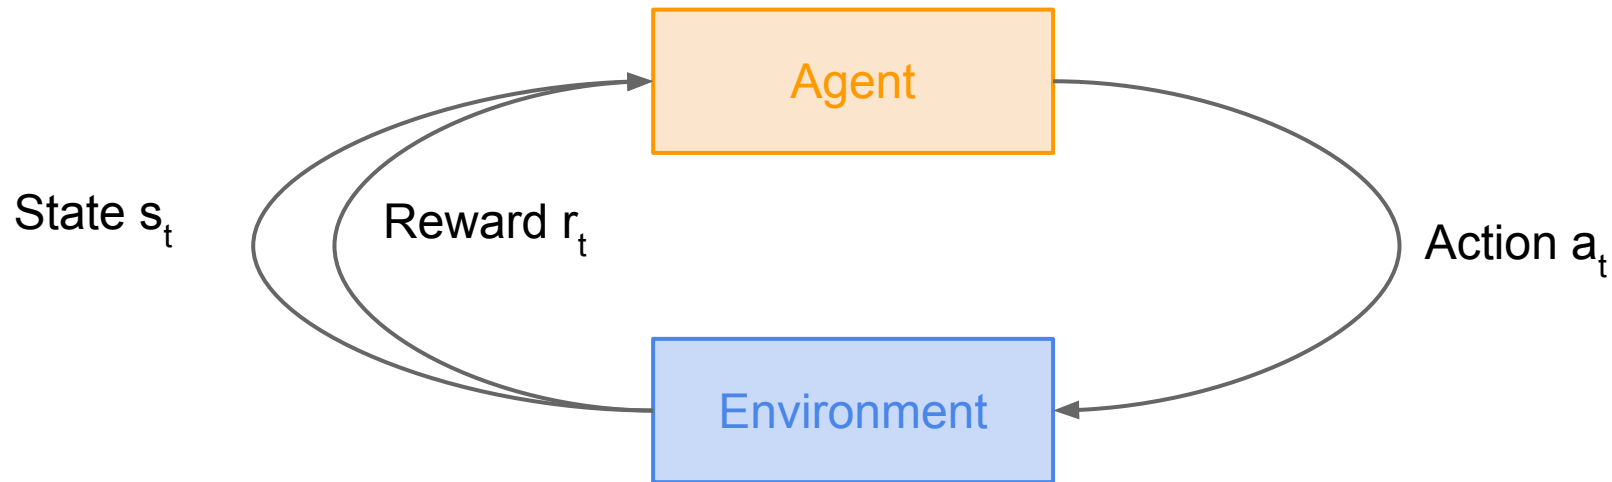 Agent
State sₜ
Reward rₜ
Action aₜ
Environment